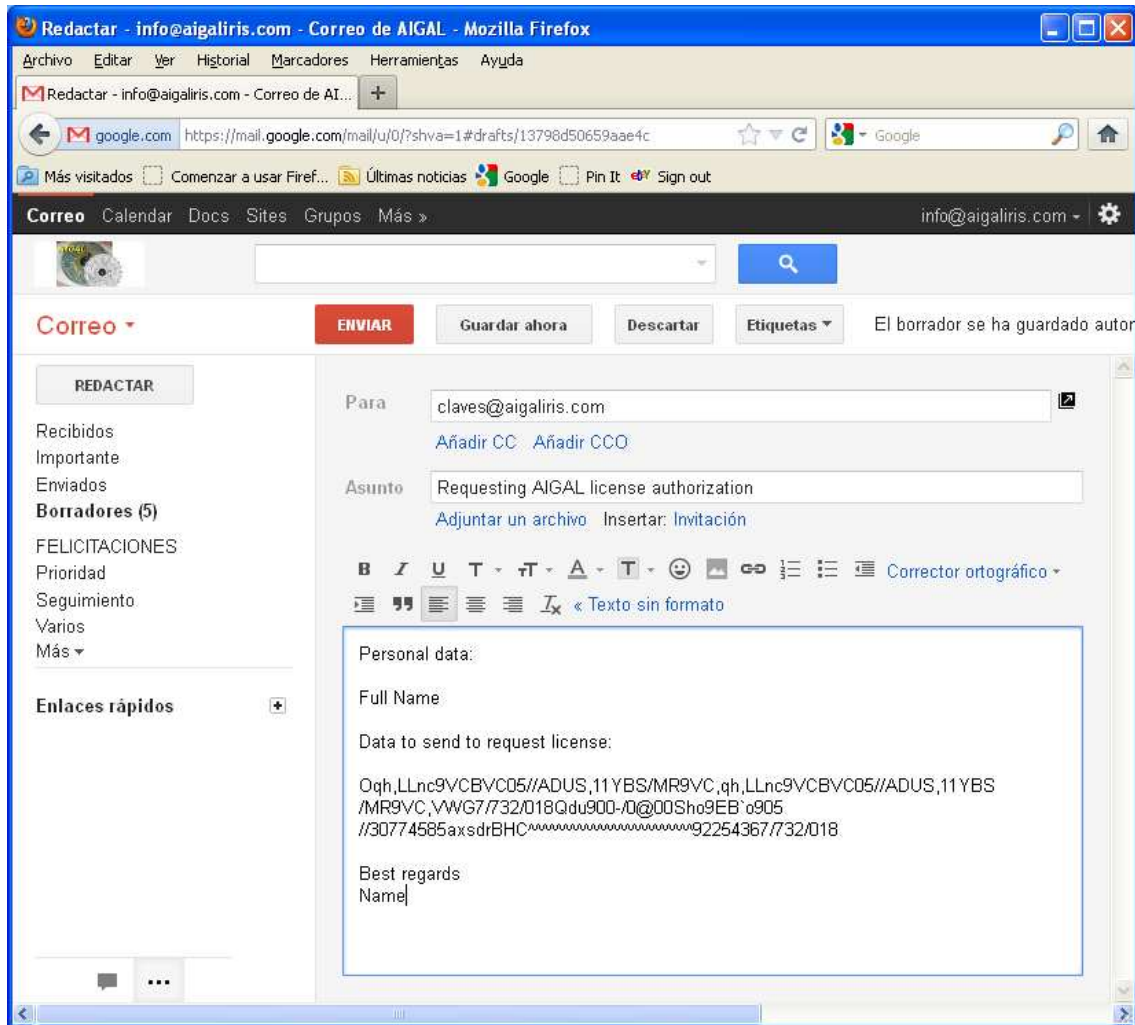 Redactar - info@aigaliris.com - Correo de AIGAL - Mozilla Firefox
Archivo Editar Ver Historial Marcadores Herramientas Ayuda
Redactar - info@aigaliris.com - Correo de AI... +
google.com https://mail.google.com/mail/u/0/?shva=1#drafts/13798d50659aae4c Google
Más visitados Comenzar a usar Firef... Últimas noticias Google Pin It ebY Sign out
Correo Calendar Docs Sites Grupos Más » info@aigaliris.com
Correo ENVIAR Guardar ahora Descartar Etiquetas El borrador se ha guardado autor
REDACTAR
Recibidos
Importante
Enviados
Borradores (5)
FELICITACIONES
Prioridad
Seguimiento
Varios
Más
Enlaces rápidos
Para claves@aigaliris.com
Añadir CC Añadir CCO
Asunto Requesting AIGAL license authorization
Adjuntar un archivo Insertar: Invitación
B I U T TT A T Corrector ortográfico
« Texto sin formato
Personal data:
Full Name
Data to send to request license:
Oqh,LLnc9VCBVC05//ADUS,11YBS/MR9VC,qh,LLnc9VCBVC05//ADUS,11YBS
/MR9VC,VWG7/732/018Qdu900-/0@00Sho9EB`o905
//30774585axsdrBHC^^^^^^^^^^^^^^^^^^^^^^^^92254367/732/018
Best regards
Name